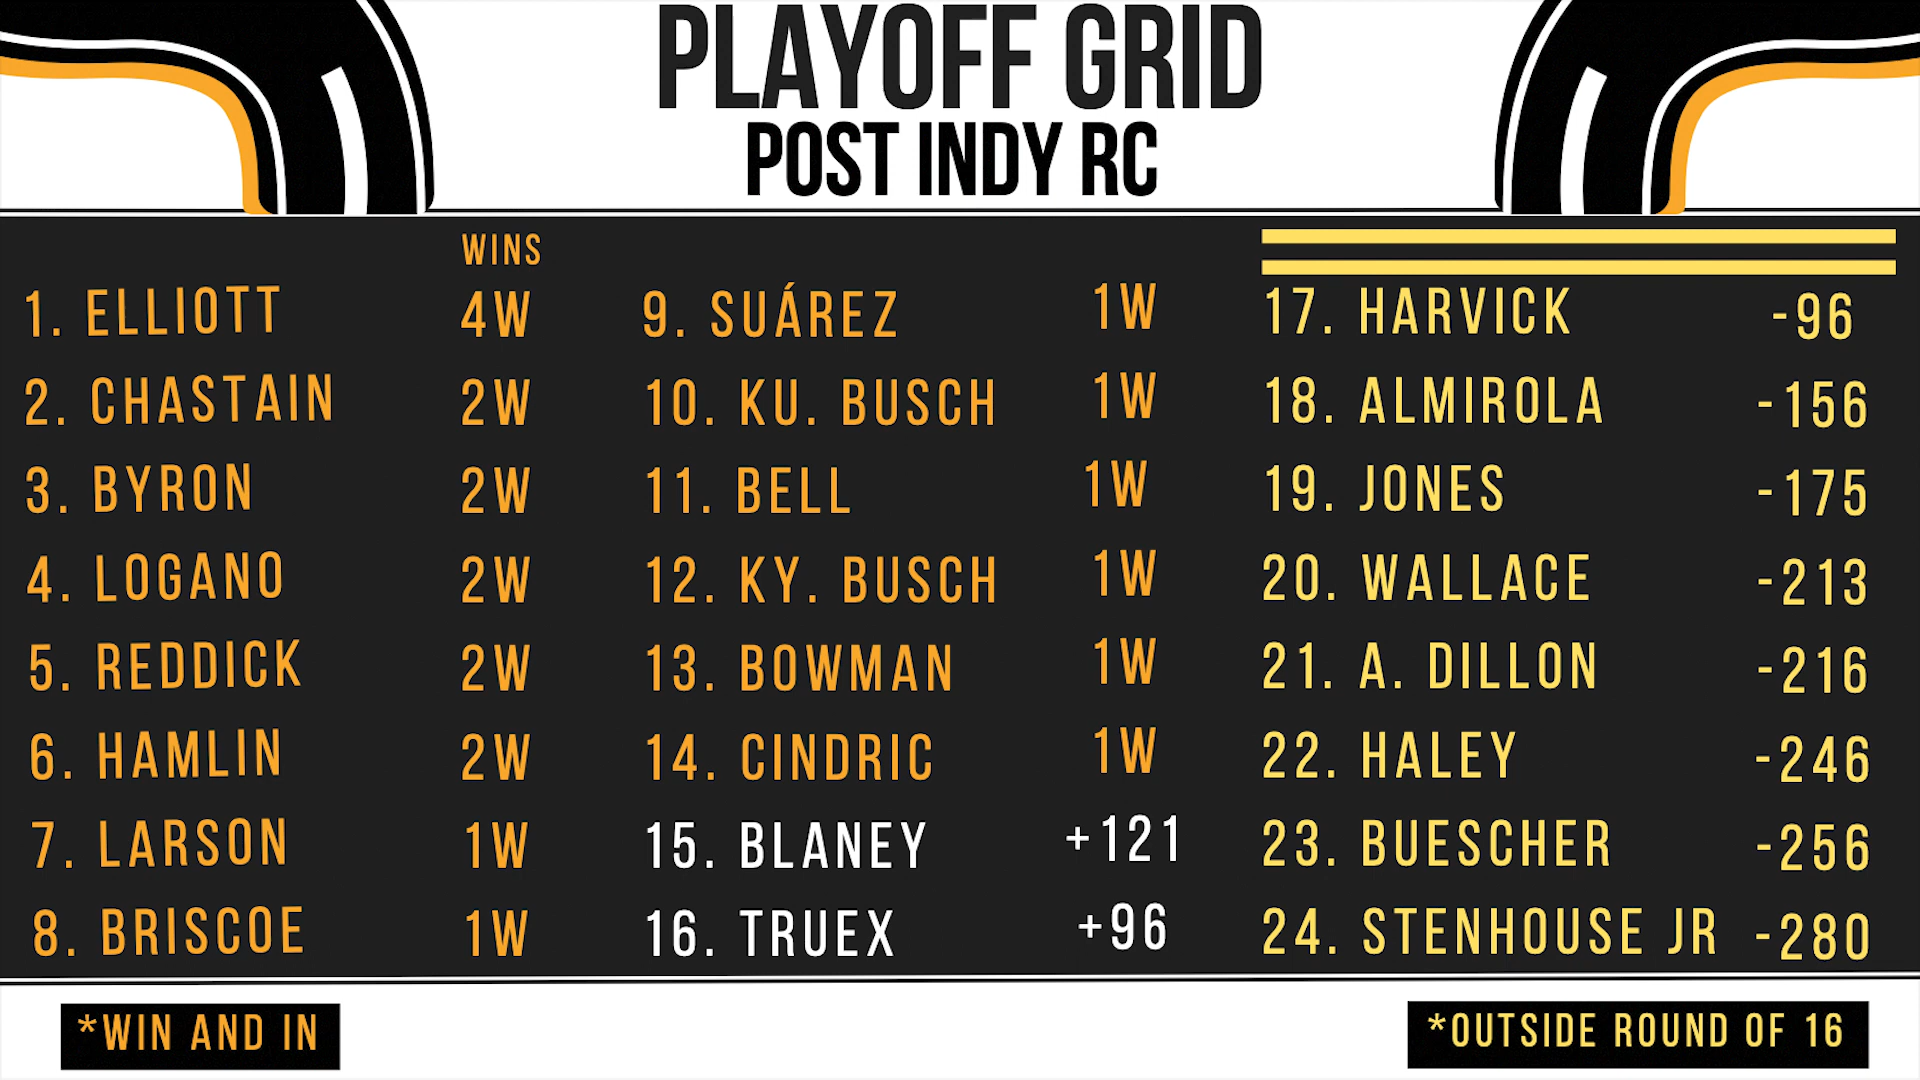 PLAYOFF GRID
POST INDY RC
WINS
1. ELLIOTT 4W
2. CHASTAIN 2W
3. BYRON 2W
4. LOGANO 2W
5. REDDICK 2W
6. HAMLIN 2W
7. LARSON 1W
8. BRISCOE 1W
9. SUÁREZ 1W
10. KU. BUSCH 1W
11. BELL 1W
12. KY. BUSCH 1W
13. BOWMAN 1W
14. CINDRIC 1W
15. BLANEY +121
16. TRUEX +96
17. HARVICK -96
18. ALMIROLA -156
19. JONES -175
20. WALLACE -213
21. A. DILLON -216
22. HALEY -246
23. BUESCHER -256
24. STENHOUSE JR -280
*WIN AND IN
*OUTSIDE ROUND OF 16